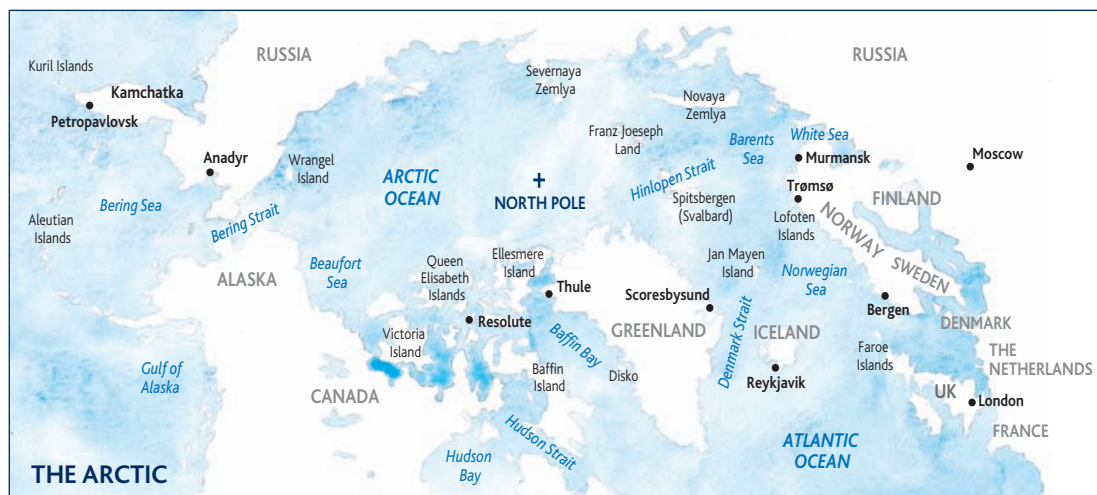 RUSSIA
RUSSIA
Kuril Islands
Kamchatka
Petropavlovsk
Severnaya
Zemlya
Novaya
Zemlya
Franz Joeseph
Land
Barents
Sea
White Sea
Murmansk
Moscow
Anadyr
Wrangel
Island
ARCTIC
OCEAN
NORTH POLE
Hinlopen Strait
Spitsbergen
(Svalbard)
Trømsø
Lofoten
Islands
FINLAND
NORWAY
SWEDEN
Bering Sea
Aleutian
Islands
Bering Strait
ALASKA
Beaufort
Sea
Queen
Elisabeth
Islands
Ellesmere
Island
Thule
Jan Mayen
Island
Norwegian
Sea
Scoresbysund
Bergen
Resolute
GREENLAND
Denmark Strait
ICELAND
DENMARK
Victoria
Island
Baffin Bay
Faroe
Islands
THE
NETHERLANDS
Gulf of
Alaska
Baffin
Island
Disko
Reykjavik
CANADA
UK
London
Hudson Strait
FRANCE
Hudson
Bay
ATLANTIC
OCEAN
THE ARCTIC